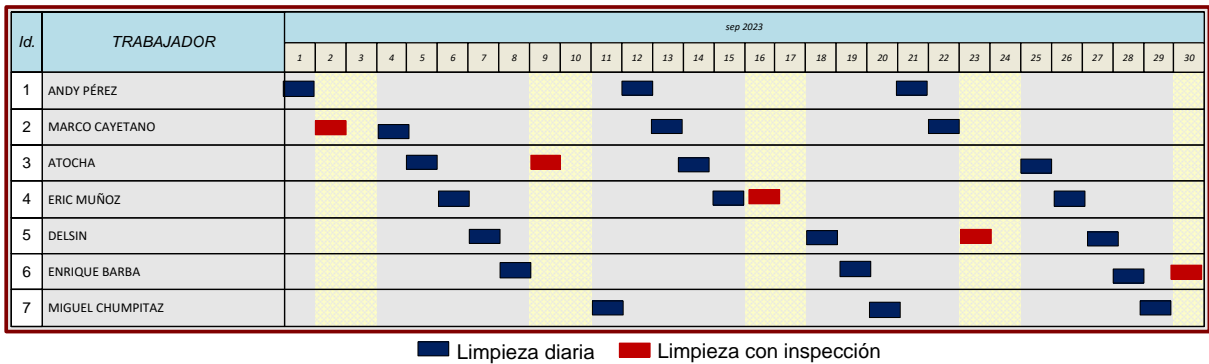 Id. TRABAJADOR sep 2023
1 2 3 4 5 6 7 8 9 10 11 12 13 14 15 16 17 18 19 20 21 22 23 24 25 26 27 28 29 30
1 ANDY PÉREZ
2 MARCO CAYETANO
3 ATOCHA
4 ERIC MUÑOZ
5 DELSIN
6 ENRIQUE BARBA
7 MIGUEL CHUMPITAZ
Limpieza diaria Limpieza con inspección